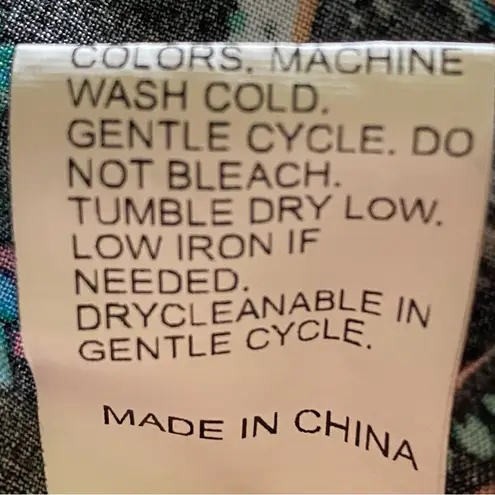 COLORS. MACHINE
WASH COLD.
GENTLE CYCLE. DO
NOT BLEACH.
TUMBLE DRY LOW.
LOW IRON IF
NEEDED.
DRYCLEANABLE IN
GENTLE CYCLE.
MADE IN CHINA